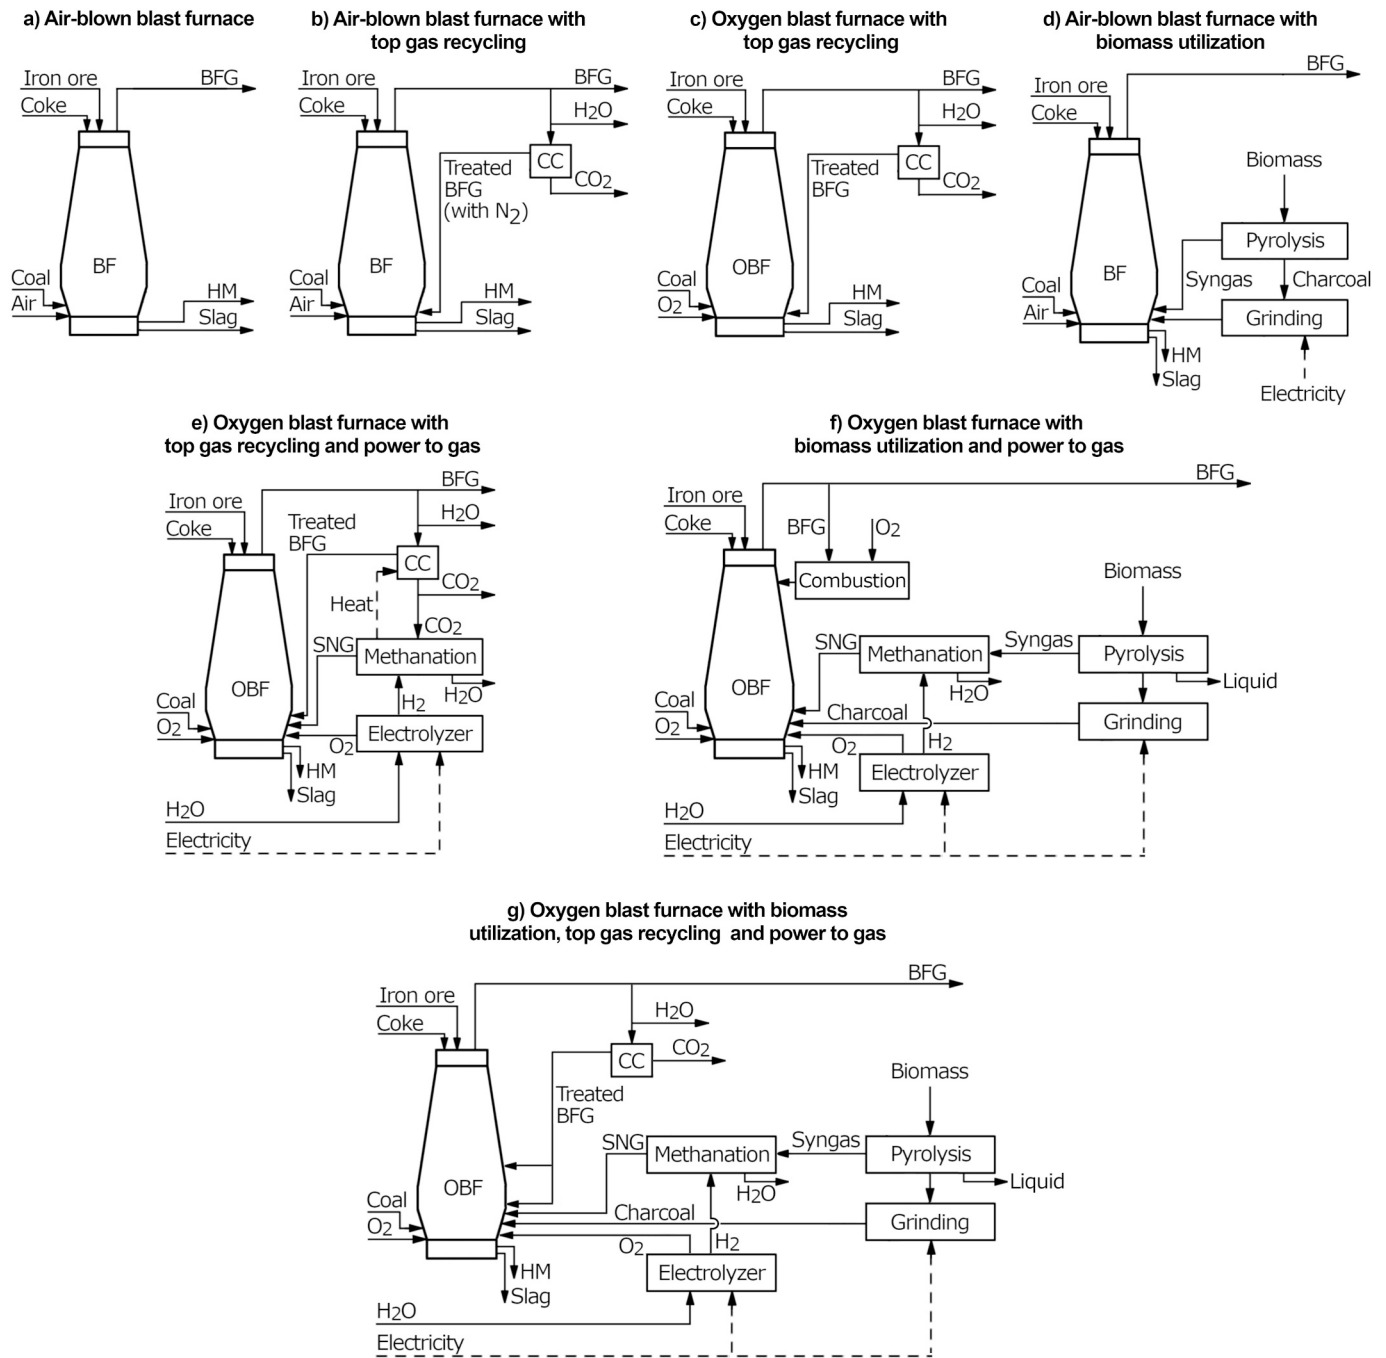 a) Air-blown blast furnace
Iron ore
Coke
BFG
BF
Coal
Air
HM
Slag
b) Air-blown blast furnace with
top gas recycling
Iron ore
Coke
BFG
H2O
CC
CO2
Treated
BFG
(with N2)
BF
Coal
Air
HM
Slag
c) Oxygen blast furnace with
top gas recycling
Iron ore
Coke
BFG
H2O
CC
CO2
Treated
BFG
OBF
Coal
O2
HM
Slag
d) Air-blown blast furnace with
biomass utilization
Iron ore
Coke
BFG
Biomass
Pyrolysis
Syngas
Charcoal
Grinding
BF
Coal
Air
HM
Slag
Electricity
e) Oxygen blast furnace with
top gas recycling and power to gas
Iron ore
Coke
BFG
H2O
Treated
BFG
CC
CO2
Heat
CO2
SNG
Methanation
H2O
H2
OBF
Coal
O2
Electrolyzer
O2
HM
Slag
H2O
Electricity
f) Oxygen blast furnace with
biomass utilization and power to gas
Iron ore
Coke
BFG
BFG
O2
Combustion
Biomass
SNG
Methanation
Syngas
Pyrolysis
H2O
Liquid
OBF
Coal
O2
Charcoal
Grinding
O2
H2
Electrolyzer
HM
Slag
H2O
Electricity
g) Oxygen blast furnace with biomass
utilization, top gas recycling and power to gas
Iron ore
Coke
BFG
H2O
CC
CO2
Treated
BFG
Biomass
SNG
Methanation
Syngas
Pyrolysis
H2O
Liquid
OBF
Coal
O2
Charcoal
Grinding
O2
H2
Electrolyzer
HM
Slag
H2O
Electricity